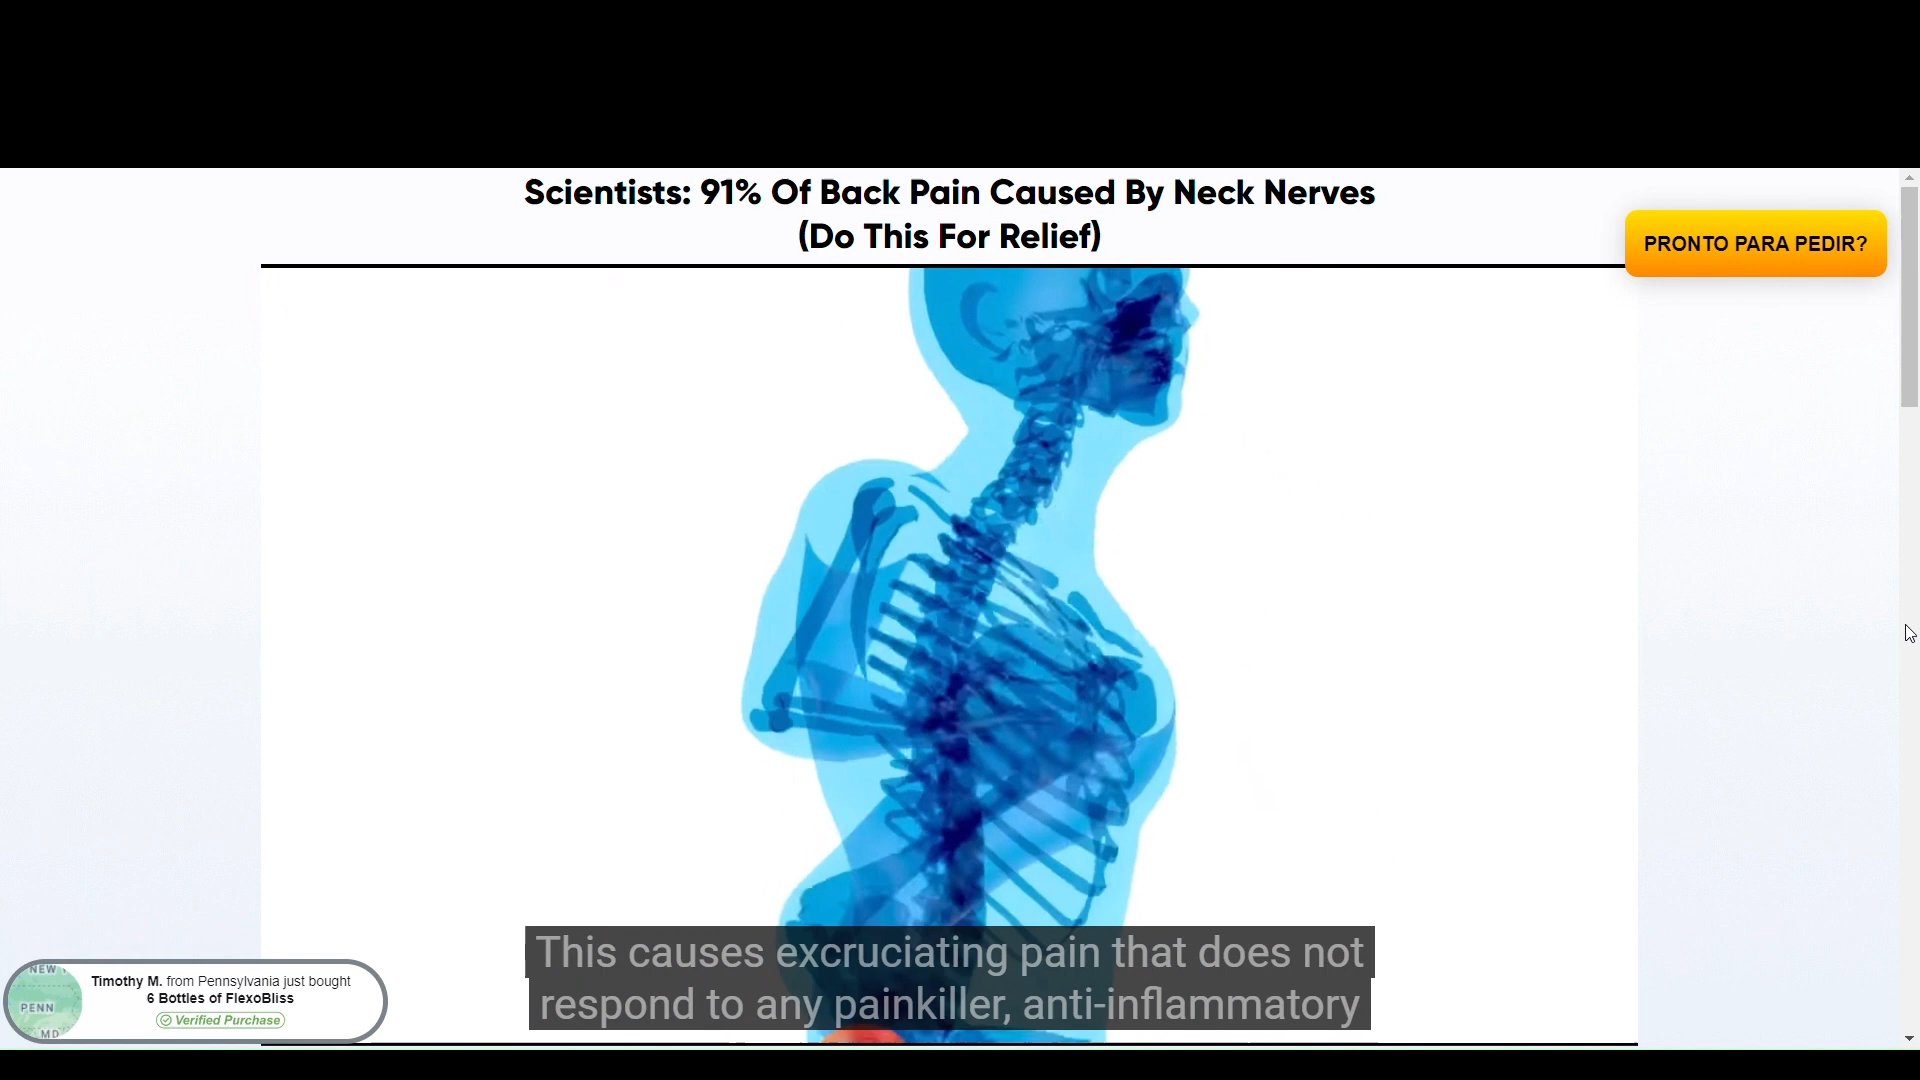 Scientists: 91% Of Back Pain Caused By Neck Nerves
(Do This For Relief)
PRONTO PARA PEDIR?
This causes excruciating pain that does not
respond to any painkiller, anti-inflammatory
NEW
PENN
MD
Timothy M. from Pennsylvania just bought
6 Bottles of FlexoBliss
Verified Purchase